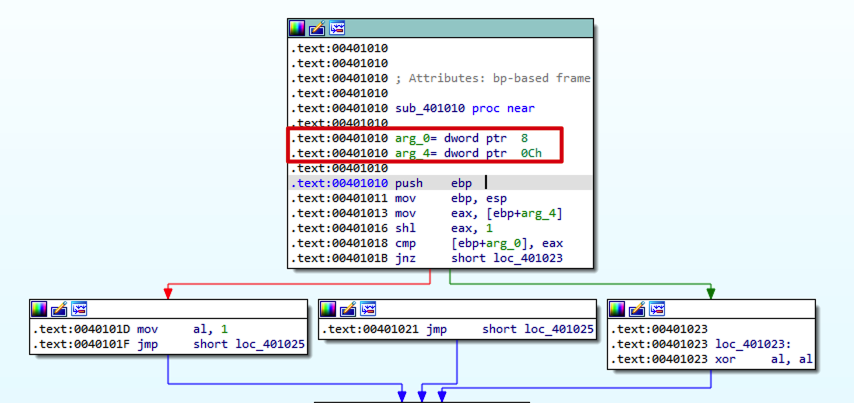 .text:00401010
.text:00401010
.text:00401010 ; Attributes: bp-based frame
.text:00401010
.text:00401010 sub_401010 proc near
.text:00401010
.text:00401010 arg_0= dword ptr  8
.text:00401010 arg_4= dword ptr  0Ch
.text:00401010
.text:00401010 push    ebp
.text:00401011 mov     ebp, esp
.text:00401013 mov     eax, [ebp+arg_4]
.text:00401016 shl     eax, 1
.text:00401018 cmp     [ebp+arg_0], eax
.text:0040101B jnz     short loc_401023
.text:0040101D mov     al, 1
.text:0040101F jmp     short loc_401025
.text:00401021 jmp     short loc_401025
.text:00401023
.text:00401023 loc_401023:
.text:00401023 xor     al, al